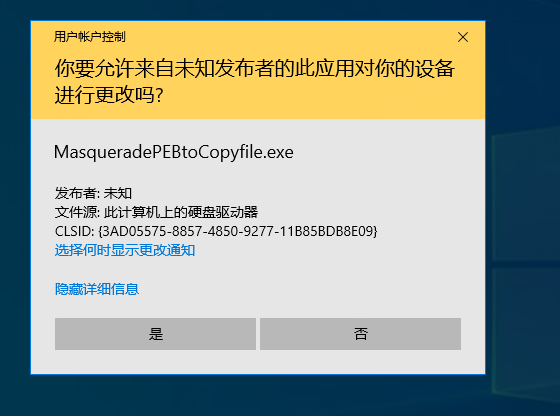 用户帐户控制
你要允许来自未知发布者的此应用对你的设备
进行更改吗?
MasqueradePEBtoCopyfile.exe
发布者: 未知
文件源: 此计算机上的硬盘驱动器
CLSID: {3AD05575-8857-4850-9277-11B85BDB8E09}
选择何时显示更改通知
隐藏详细信息
是
否